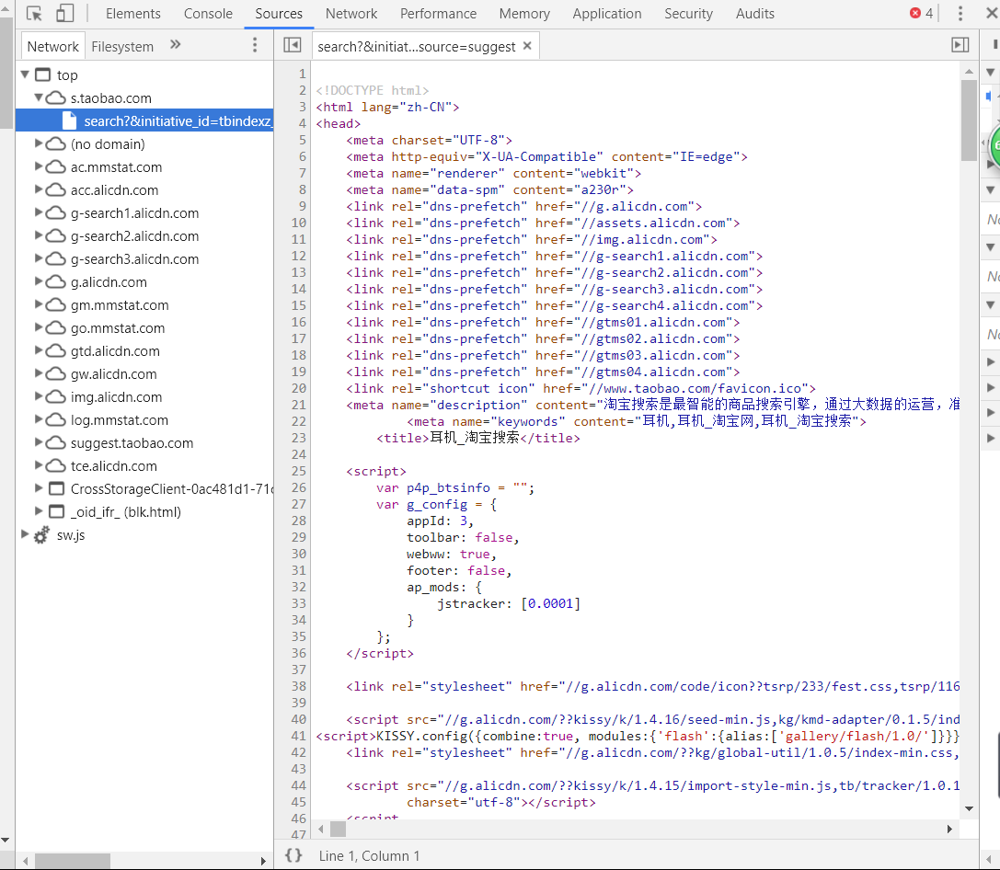 Elements Console Sources Network Performance Memory Application Security Audits 4
Network Filesystem
search?&initiat...source=suggest
top
s.taobao.com
search?&initiative_id=tbindexz_
(no domain)
ac.mmstat.com
acc.alicdn.com
g-search1.alicdn.com
g-search2.alicdn.com
g-search3.alicdn.com
g.alicdn.com
gm.mmstat.com
go.mmstat.com
gtd.alicdn.com
gw.alicdn.com
img.alicdn.com
log.mmstat.com
suggest.taobao.com
tce.alicdn.com
CrossStorageClient-0ac481d1-71c
_oid_ifr_ (blk.html)
sw.js
1
2 <!DOCTYPE html>
3 <html lang="zh-CN">
4 <head>
5 <meta charset="UTF-8">
6 <meta http-equiv="X-UA-Compatible" content="IE=edge">
7 <meta name="renderer" content="webkit">
8 <meta name="data-spm" content="a230r">
9 <link rel="dns-prefetch" href="//g.alicdn.com">
10 <link rel="dns-prefetch" href="//assets.alicdn.com">
11 <link rel="dns-prefetch" href="//img.alicdn.com">
12 <link rel="dns-prefetch" href="//g-search1.alicdn.com">
13 <link rel="dns-prefetch" href="//g-search2.alicdn.com">
14 <link rel="dns-prefetch" href="//g-search3.alicdn.com">
15 <link rel="dns-prefetch" href="//g-search4.alicdn.com">
16 <link rel="dns-prefetch" href="//gtms01.alicdn.com">
17 <link rel="dns-prefetch" href="//gtms02.alicdn.com">
18 <link rel="dns-prefetch" href="//gtms03.alicdn.com">
19 <link rel="dns-prefetch" href="//gtms04.alicdn.com">
20 <link rel="shortcut icon" href="//www.taobao.com/favicon.ico">
21 <meta name="description" content="淘宝搜索是最智能的商品搜索引擎，通过大数据的运营，准
22 <meta name="keywords" content="耳机,耳机_淘宝网,耳机_淘宝搜索">
23 <title>耳机_淘宝搜索</title>
24
25 <script>
26 var p4p_btsinfo = "";
27 var g_config = {
28 appId: 3,
29 toolbar: false,
30 webww: true,
31 footer: false,
32 ap_mods: {
33 jstracker: [0.0001]
34 }
35 };
36 </script>
37
38 <link rel="stylesheet" href="//g.alicdn.com/code/icon??tsrp/233/fest.css,tsrp/116
39
40 <script src="//g.alicdn.com/??kissy/k/1.4.16/seed-min.js,kg/kmd-adapter/0.1.5/ind
41 <script>KISSY.config({combine:true, modules:{'flash':{alias:['gallery/flash/1.0/']}}}
42 <link rel="stylesheet" href="//g.alicdn.com/??kg/global-util/1.0.5/index-min.css,
43
44 <script src="//g.alicdn.com/??kissy/k/1.4.15/import-style-min.js,tb/tracker/1.0.1
45 charset="utf-8"></script>
46 <script
47
{} Line 1, Column 1